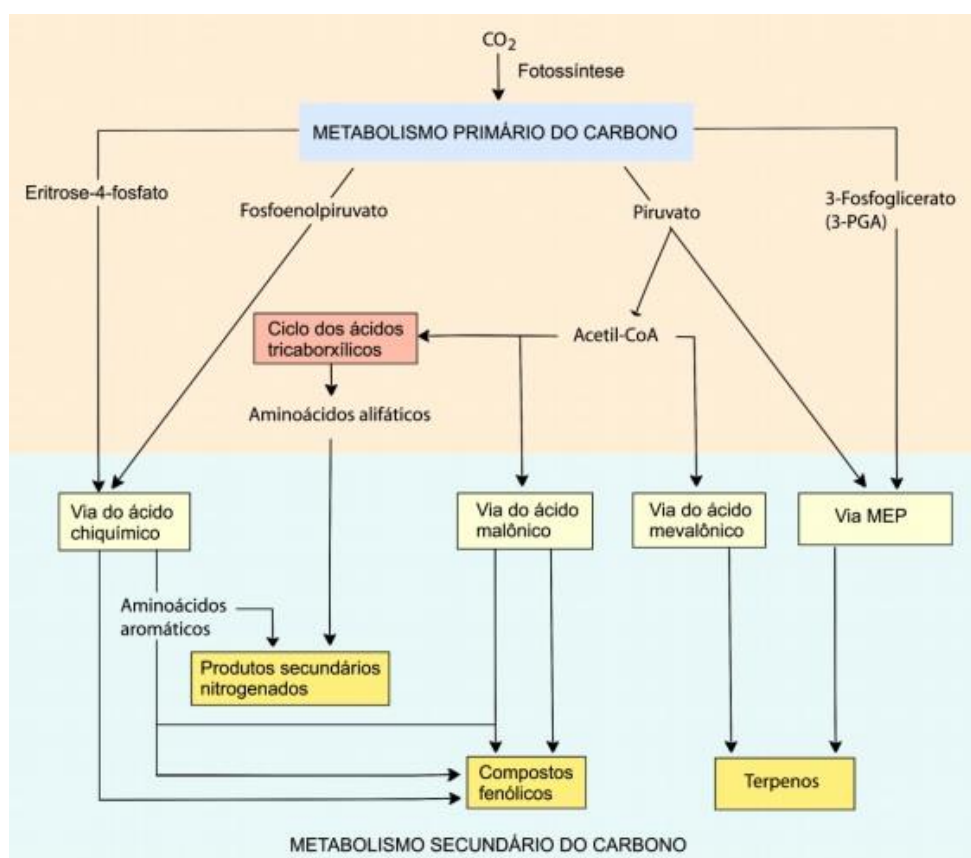 CO₂
Fotossíntese
METABOLISMO PRIMÁRIO DO CARBONO
Eritrose-4-fosfato
Fosfoenolpiruvato
Piruvato
3-Fosfoglicerato
(3-PGA)
Ciclo dos ácidos
tricaborxílicos
Acetil-CoA
Aminoácidos alifáticos
Via do ácido
chiquímico
Via do ácido
malônico
Via do ácido
mevalônico
Via MEP
Aminoácidos
aromáticos
Produtos secundários
nitrogenados
Compostos
fenólicos
Terpenos
METABOLISMO SECUNDÁRIO DO CARBONO